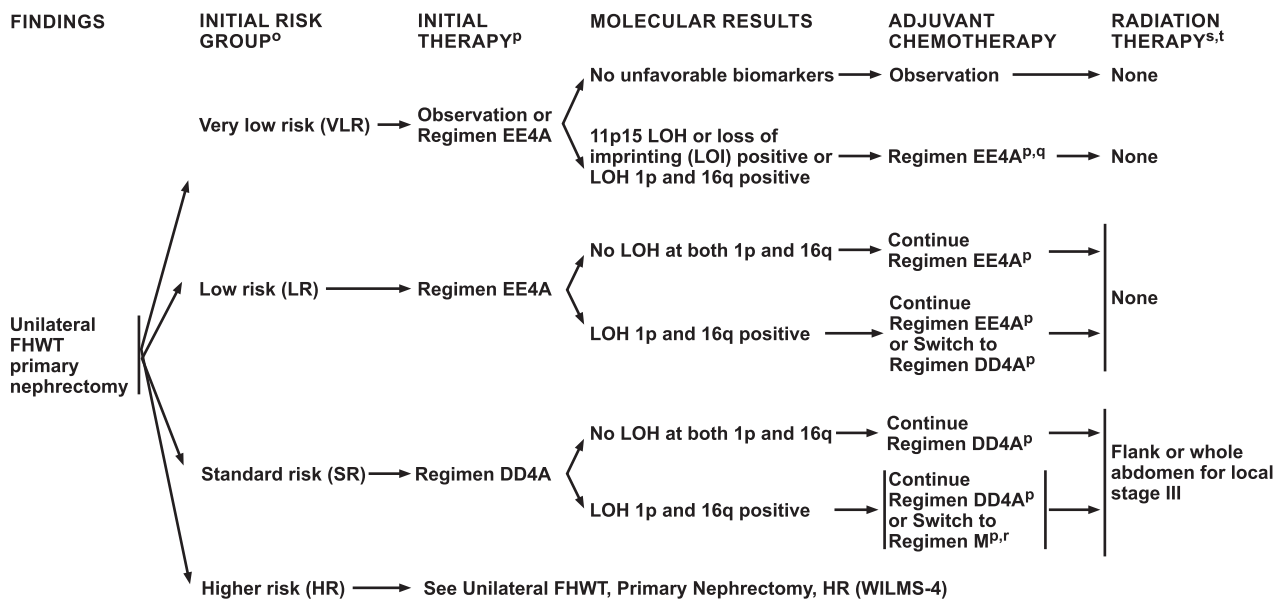 FINDINGS
INITIAL RISK
GROUPo
INITIAL
THERAPYp
MOLECULAR RESULTS
ADJUVANT
CHEMOTHERAPY
RADIATION
THERAPYs,t
Unilateral
FHWT
primary
nephrectomy
Very low risk (VLR)
Observation or
Regimen EE4A
No unfavorable biomarkers
Observation
None
11p15 LOH or loss of
imprinting (LOI) positive or
LOH 1p and 16q positive
Regimen EE4Ap,q
None
Low risk (LR)
Regimen EE4A
No LOH at both 1p and 16q
Continue
Regimen EE4Ap
LOH 1p and 16q positive
Continue
Regimen EE4Ap
or Switch to
Regimen DD4Ap
None
Standard risk (SR)
Regimen DD4A
No LOH at both 1p and 16q
Continue
Regimen DD4Ap
LOH 1p and 16q positive
Continue
Regimen DD4Ap
or Switch to
Regimen Mp,r
Flank or whole
abdomen for local
stage III
Higher risk (HR)
See Unilateral FHWT, Primary Nephrectomy, HR (WILMS-4)